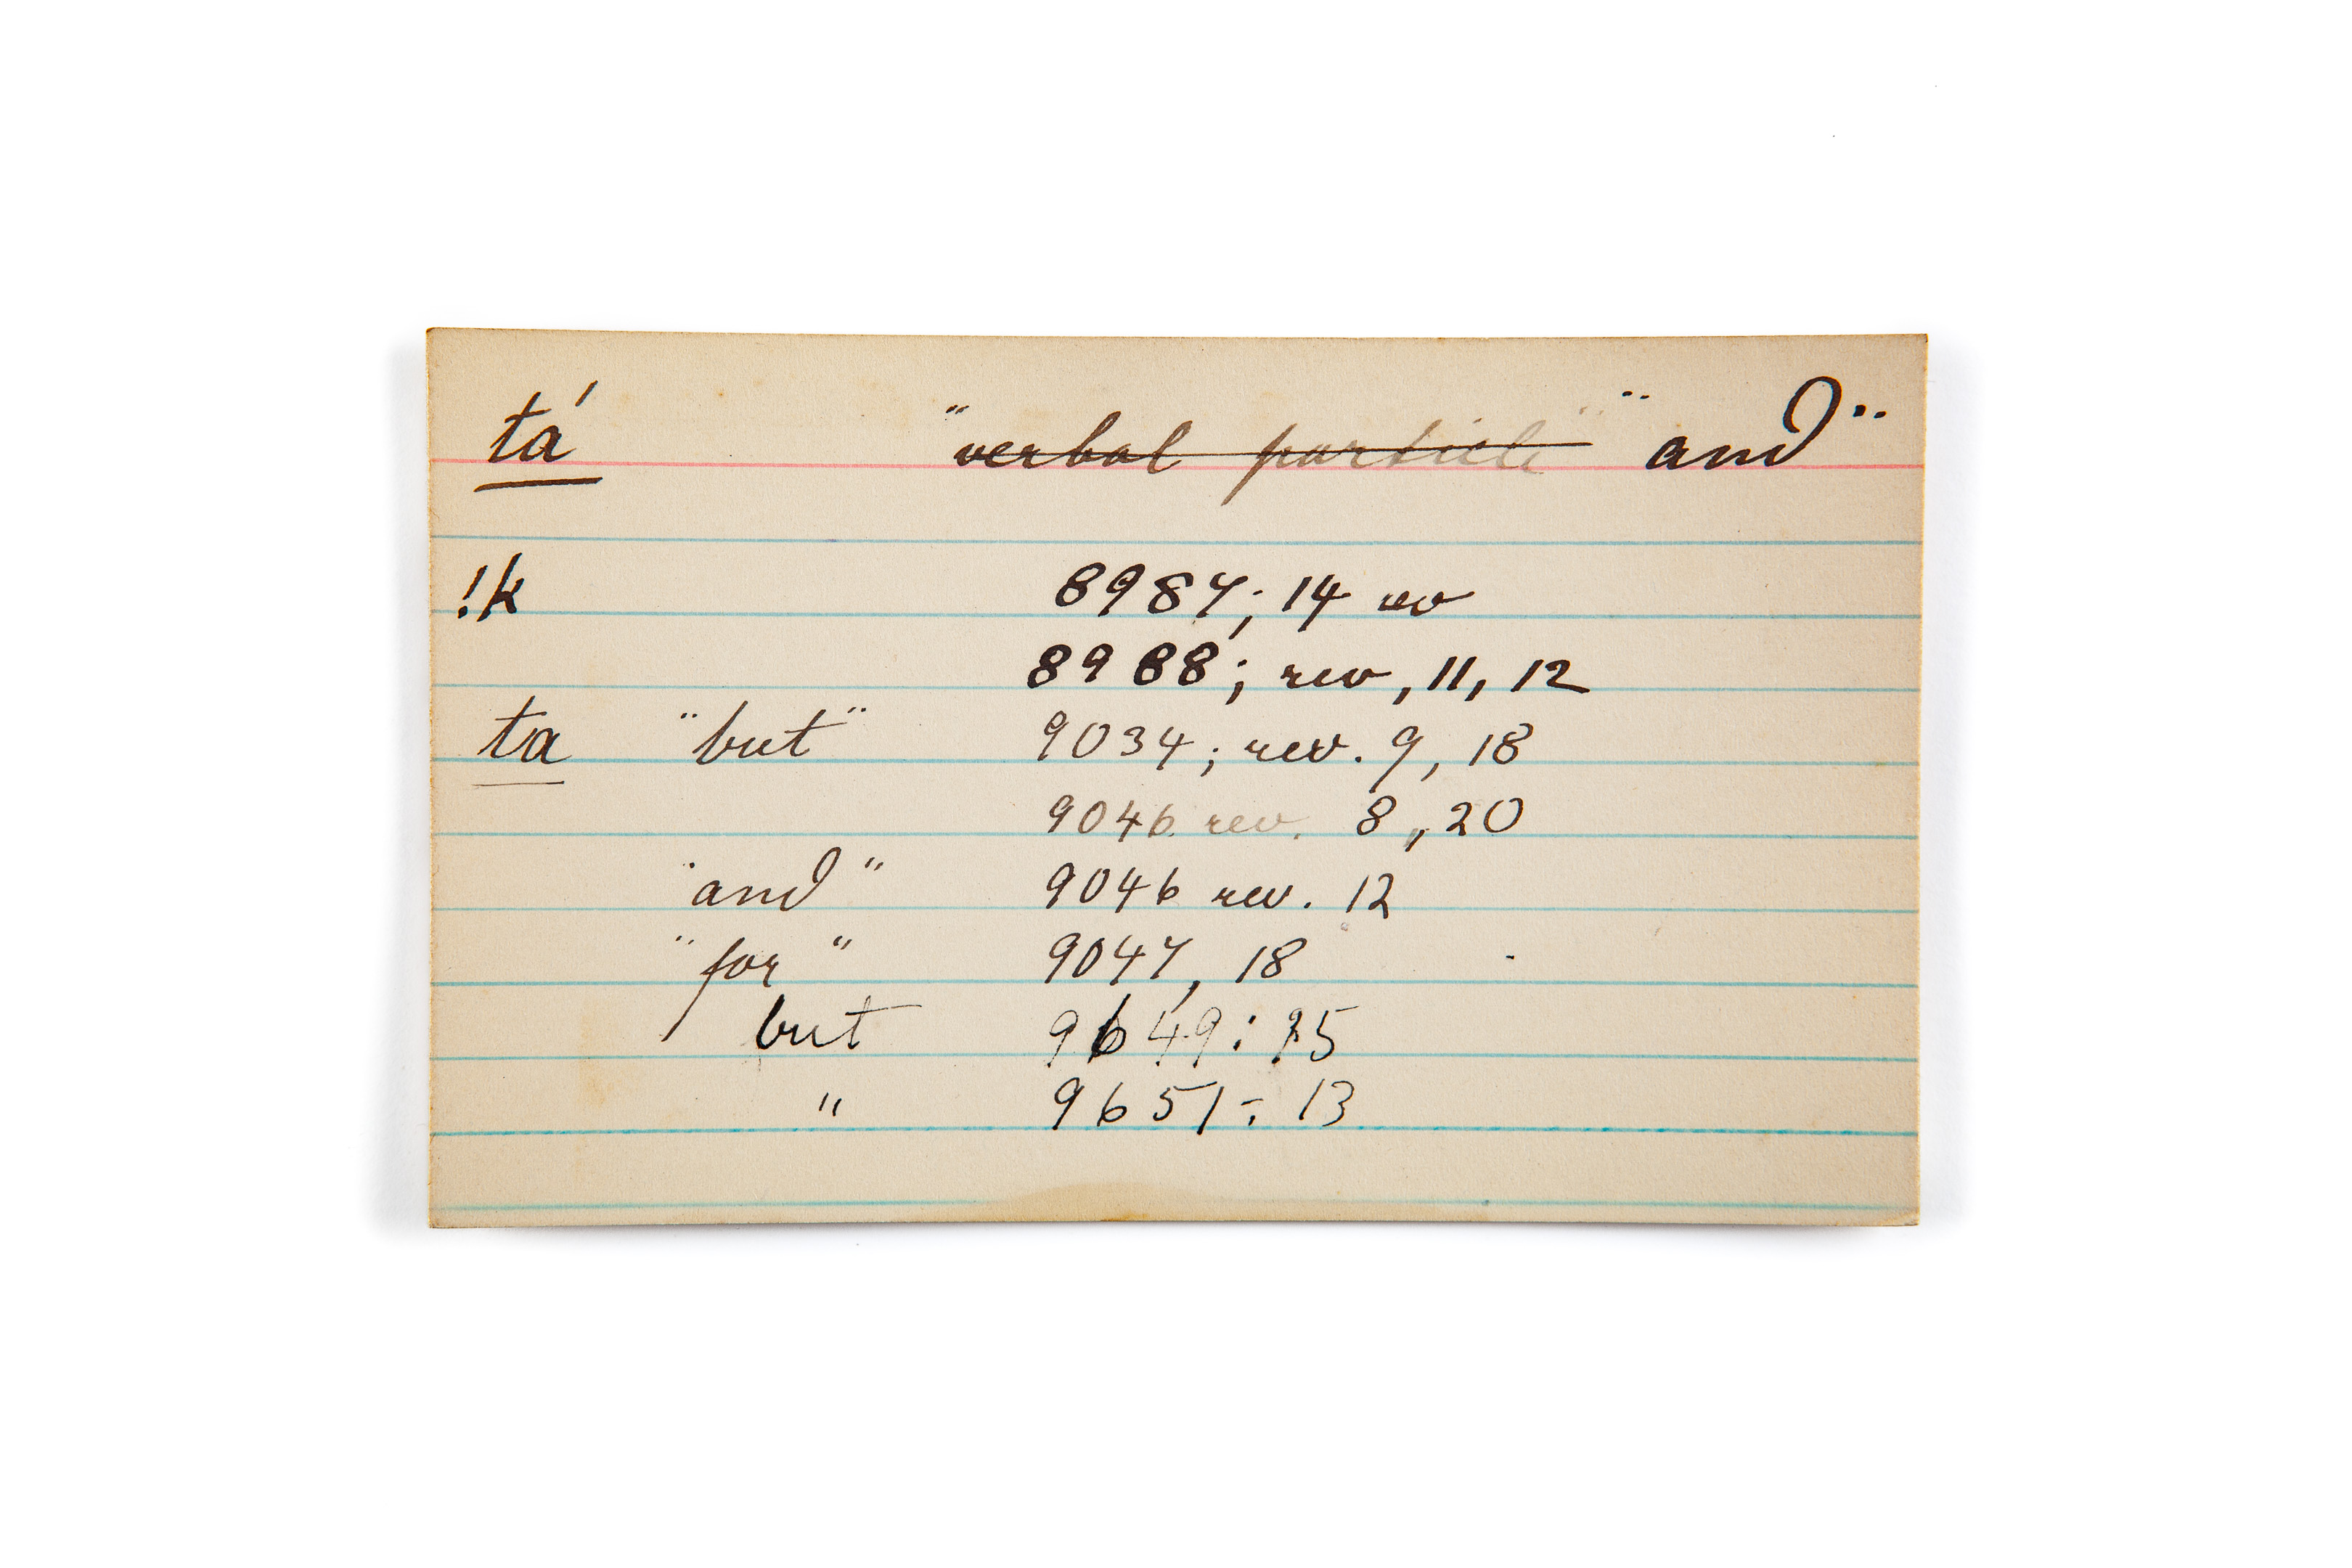 tá "verbal particle" "and"
!k 8987; 14 rev
8988; rev, 11, 12
ta "but" 9034; rev. 9, 18
9046 rev. 8, 20
"and" 9046 rev. 12
"for" 9047, 18
but 9649:
" 9651: 13